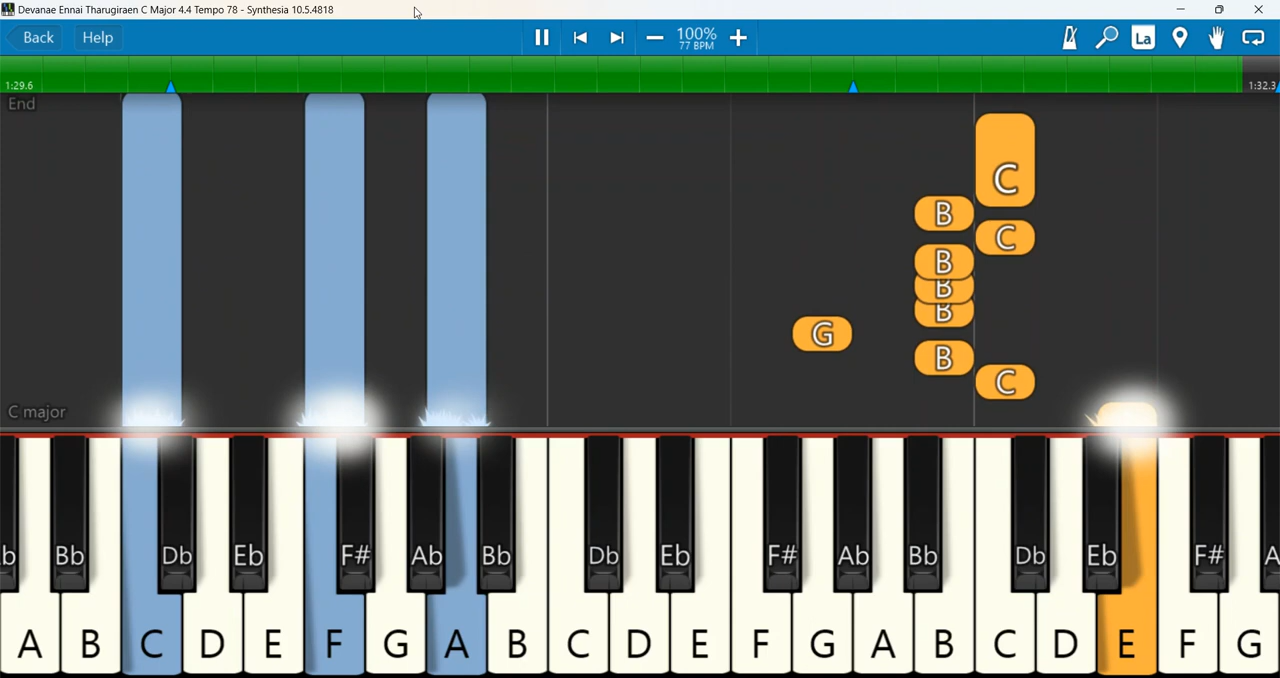 Devanae Ennai Tharugiraen C Major 4.4 Tempo 78 - Synthesia 10.5.4818
Back Help 100% La
77 BPM
1:29.6 1:32.3
End
C
B
C
B
B
B
G
B
C
C major
b Bb Db Eb F# Ab Bb Db Eb F# Ab Bb Db Eb F# A
A B C D E F G A B C D E F G A B C D E F G